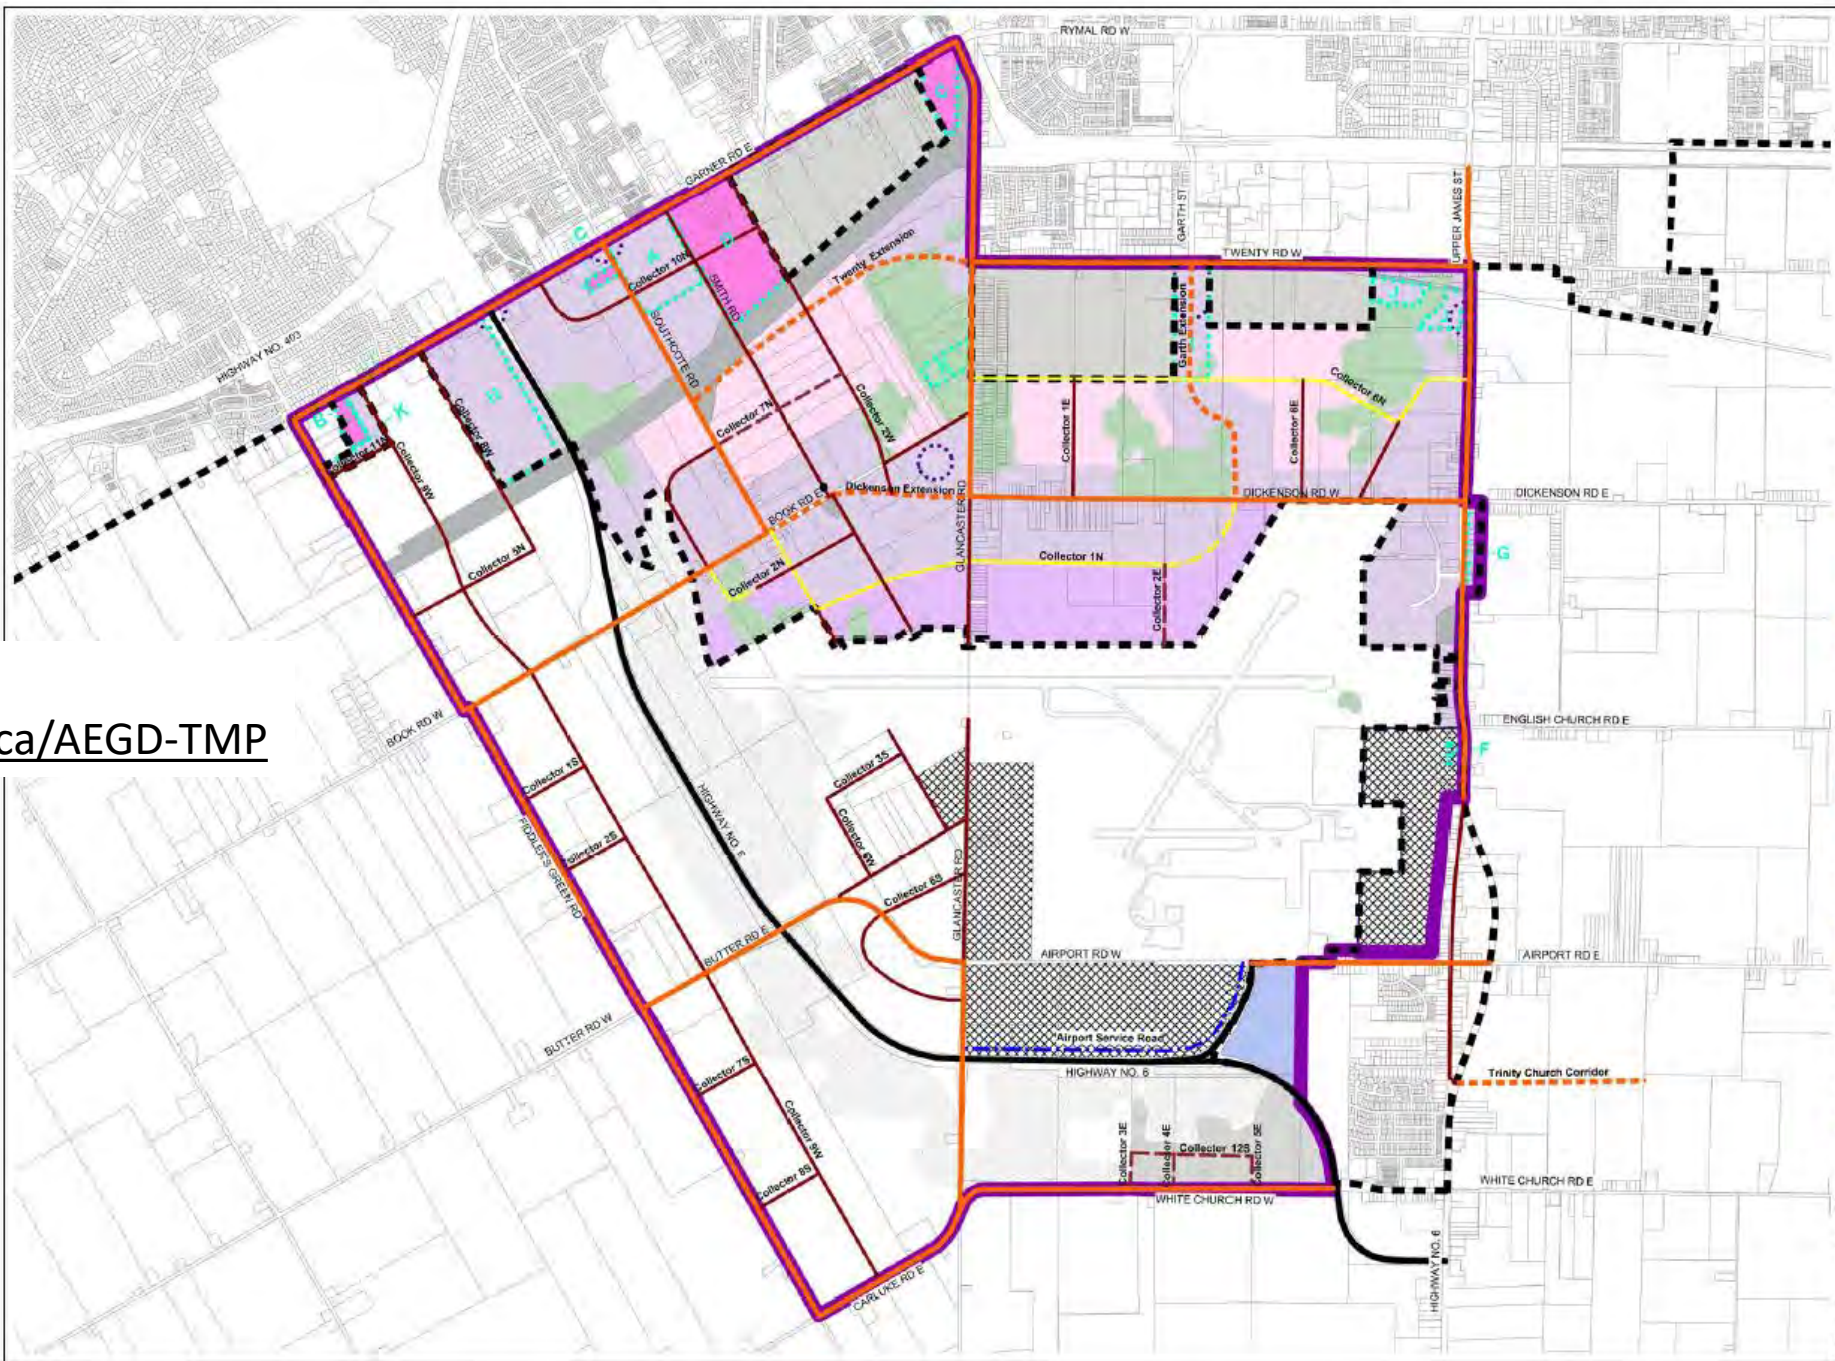 RYMAL RD W
GARNER RD E
C
A
D
Collector 10N
SMITH RD
Twenty Extension
SOUTHCOTE RD
GARTH ST
UPPER JAMES ST
TWENTY RD W
J
Garth Extension
HIGHWAY NO. 403
B
K
Collector 11N
Collector 9W
Collector 8W
Collector 7N
Collector 2W
Collector 1E
Collector 6E
Collector 6N
BOOK RD E
Dickenson Extension
GLANCASTER RD
DICKENSON RD W
DICKENSON RD E
Collector 5N
Collector 2N
Collector 1N
Collector 2E
G
ca/AEGD-TMP
BOOK RD W
ENGLISH CHURCH RD E
F
Collector 1S
Collector 2S
FIDDLER'S GREEN RD
HIGHWAY NO. 6
Collector 3S
Collector 6W
Collector 6S
GLANCASTER RD
BUTTER RD E
AIRPORT RD W
AIRPORT RD E
BUTTER RD W
Airport Service Road
HIGHWAY NO. 6
Trinity Church Corridor
Collector 7S
Collector 9W
Collector 8S
Collector 3E
Collector 4E
Collector 12S
Collector 5E
WHITE CHURCH RD W
WHITE CHURCH RD E
CARLUKE RD E
HIGHWAY NO. 6